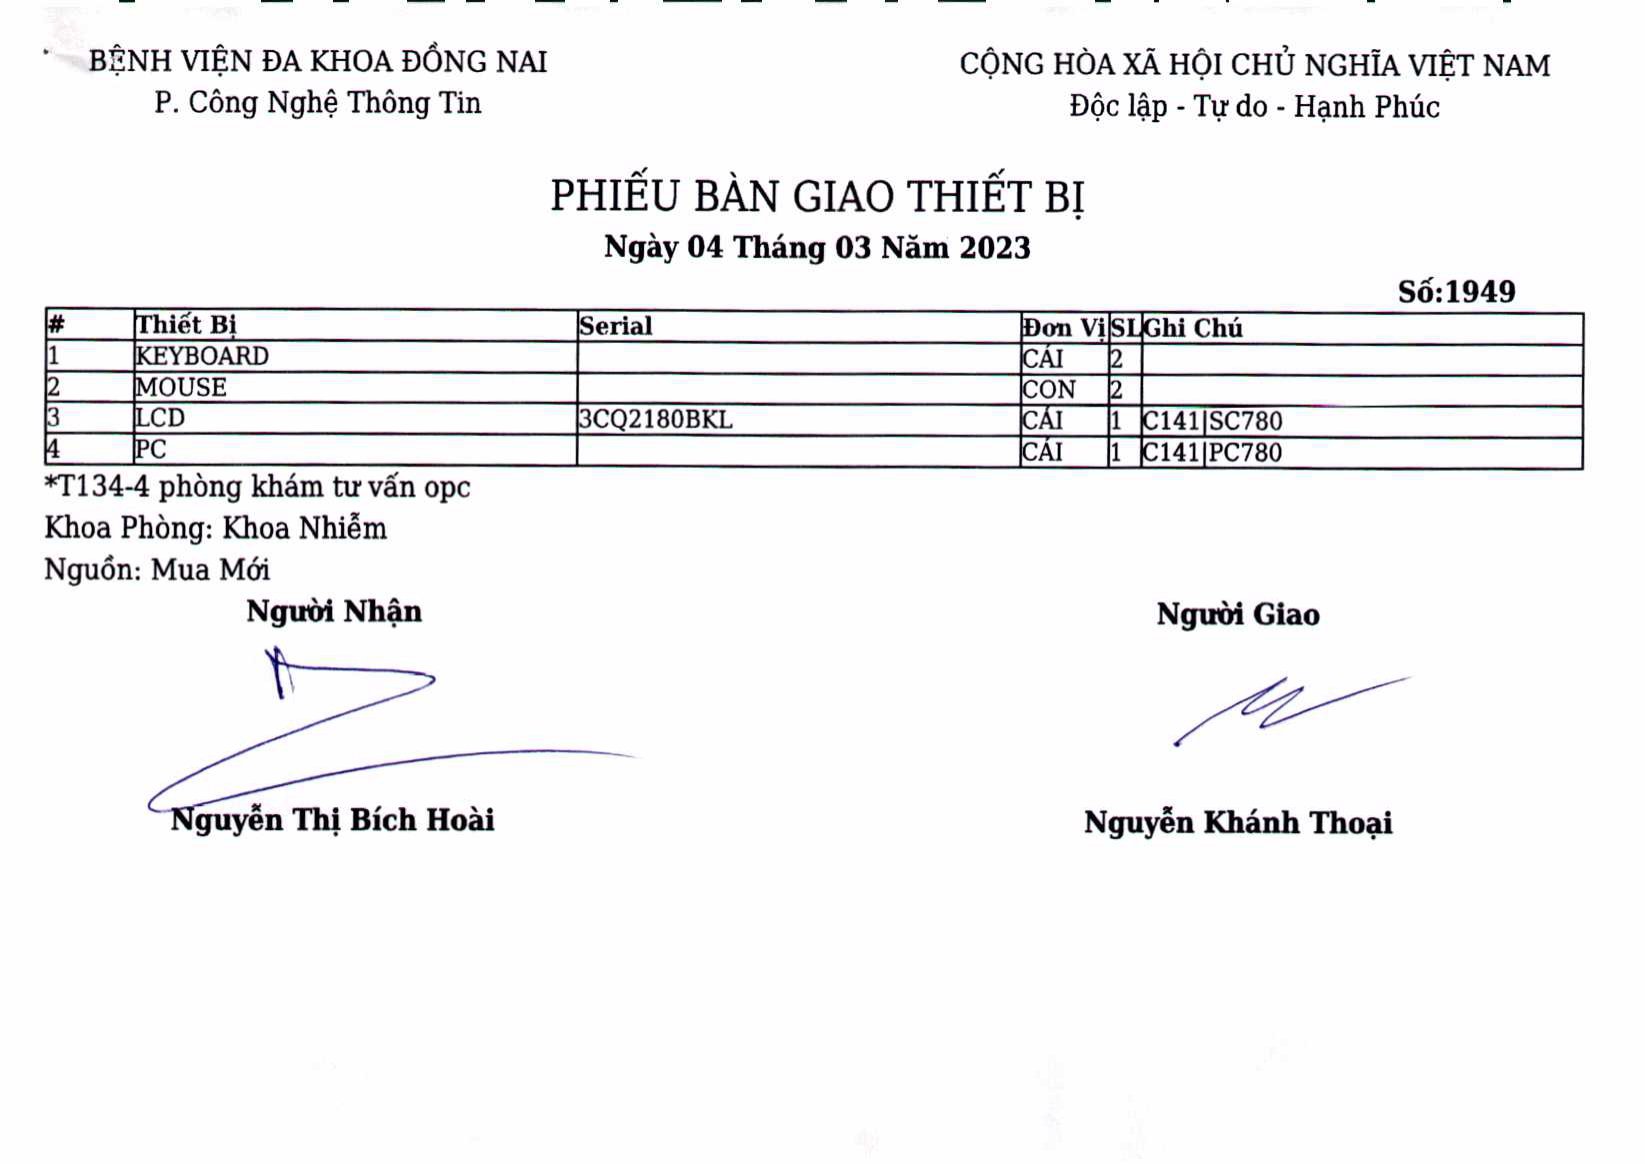 BỆNH VIỆN ĐA KHOA ĐỒNG NAI
P. Công Nghệ Thông Tin
CỘNG HÒA XÃ HỘI CHỦ NGHĨA VIỆT NAM
Độc lập - Tự do - Hạnh Phúc
PHIẾU BÀN GIAO THIẾT BỊ
Ngày 04 Tháng 03 Năm 2023
Số:1949
# Thiết Bị Serial Đơn Vị SL Ghi Chú
1 KEYBOARD CÁI 2
2 MOUSE CON 2
3 LCD 3CQ2180BKL CÁI 1 C141|SC780
4 PC CÁI 1 C141|PC780
*T134-4 phòng khám tư vấn opc
Khoa Phòng: Khoa Nhiễm
Nguồn: Mua Mới
Người Nhận Người Giao
Nguyễn Thị Bích Hoài Nguyễn Khánh Thoại